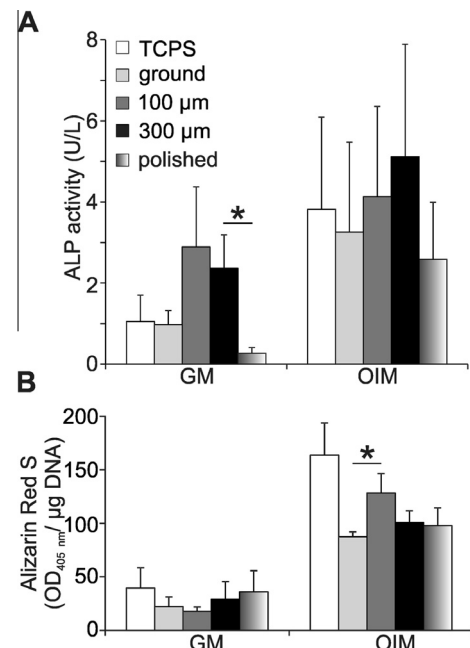 A
ALP activity (U/L)
8
6
4
2
0
TCPS
ground
100 µm
300 µm
polished
*
GM
OIM
B
Alizarin Red S
(OD405 nm/ µg DNA)
200
150
100
50
0
*
GM
OIM